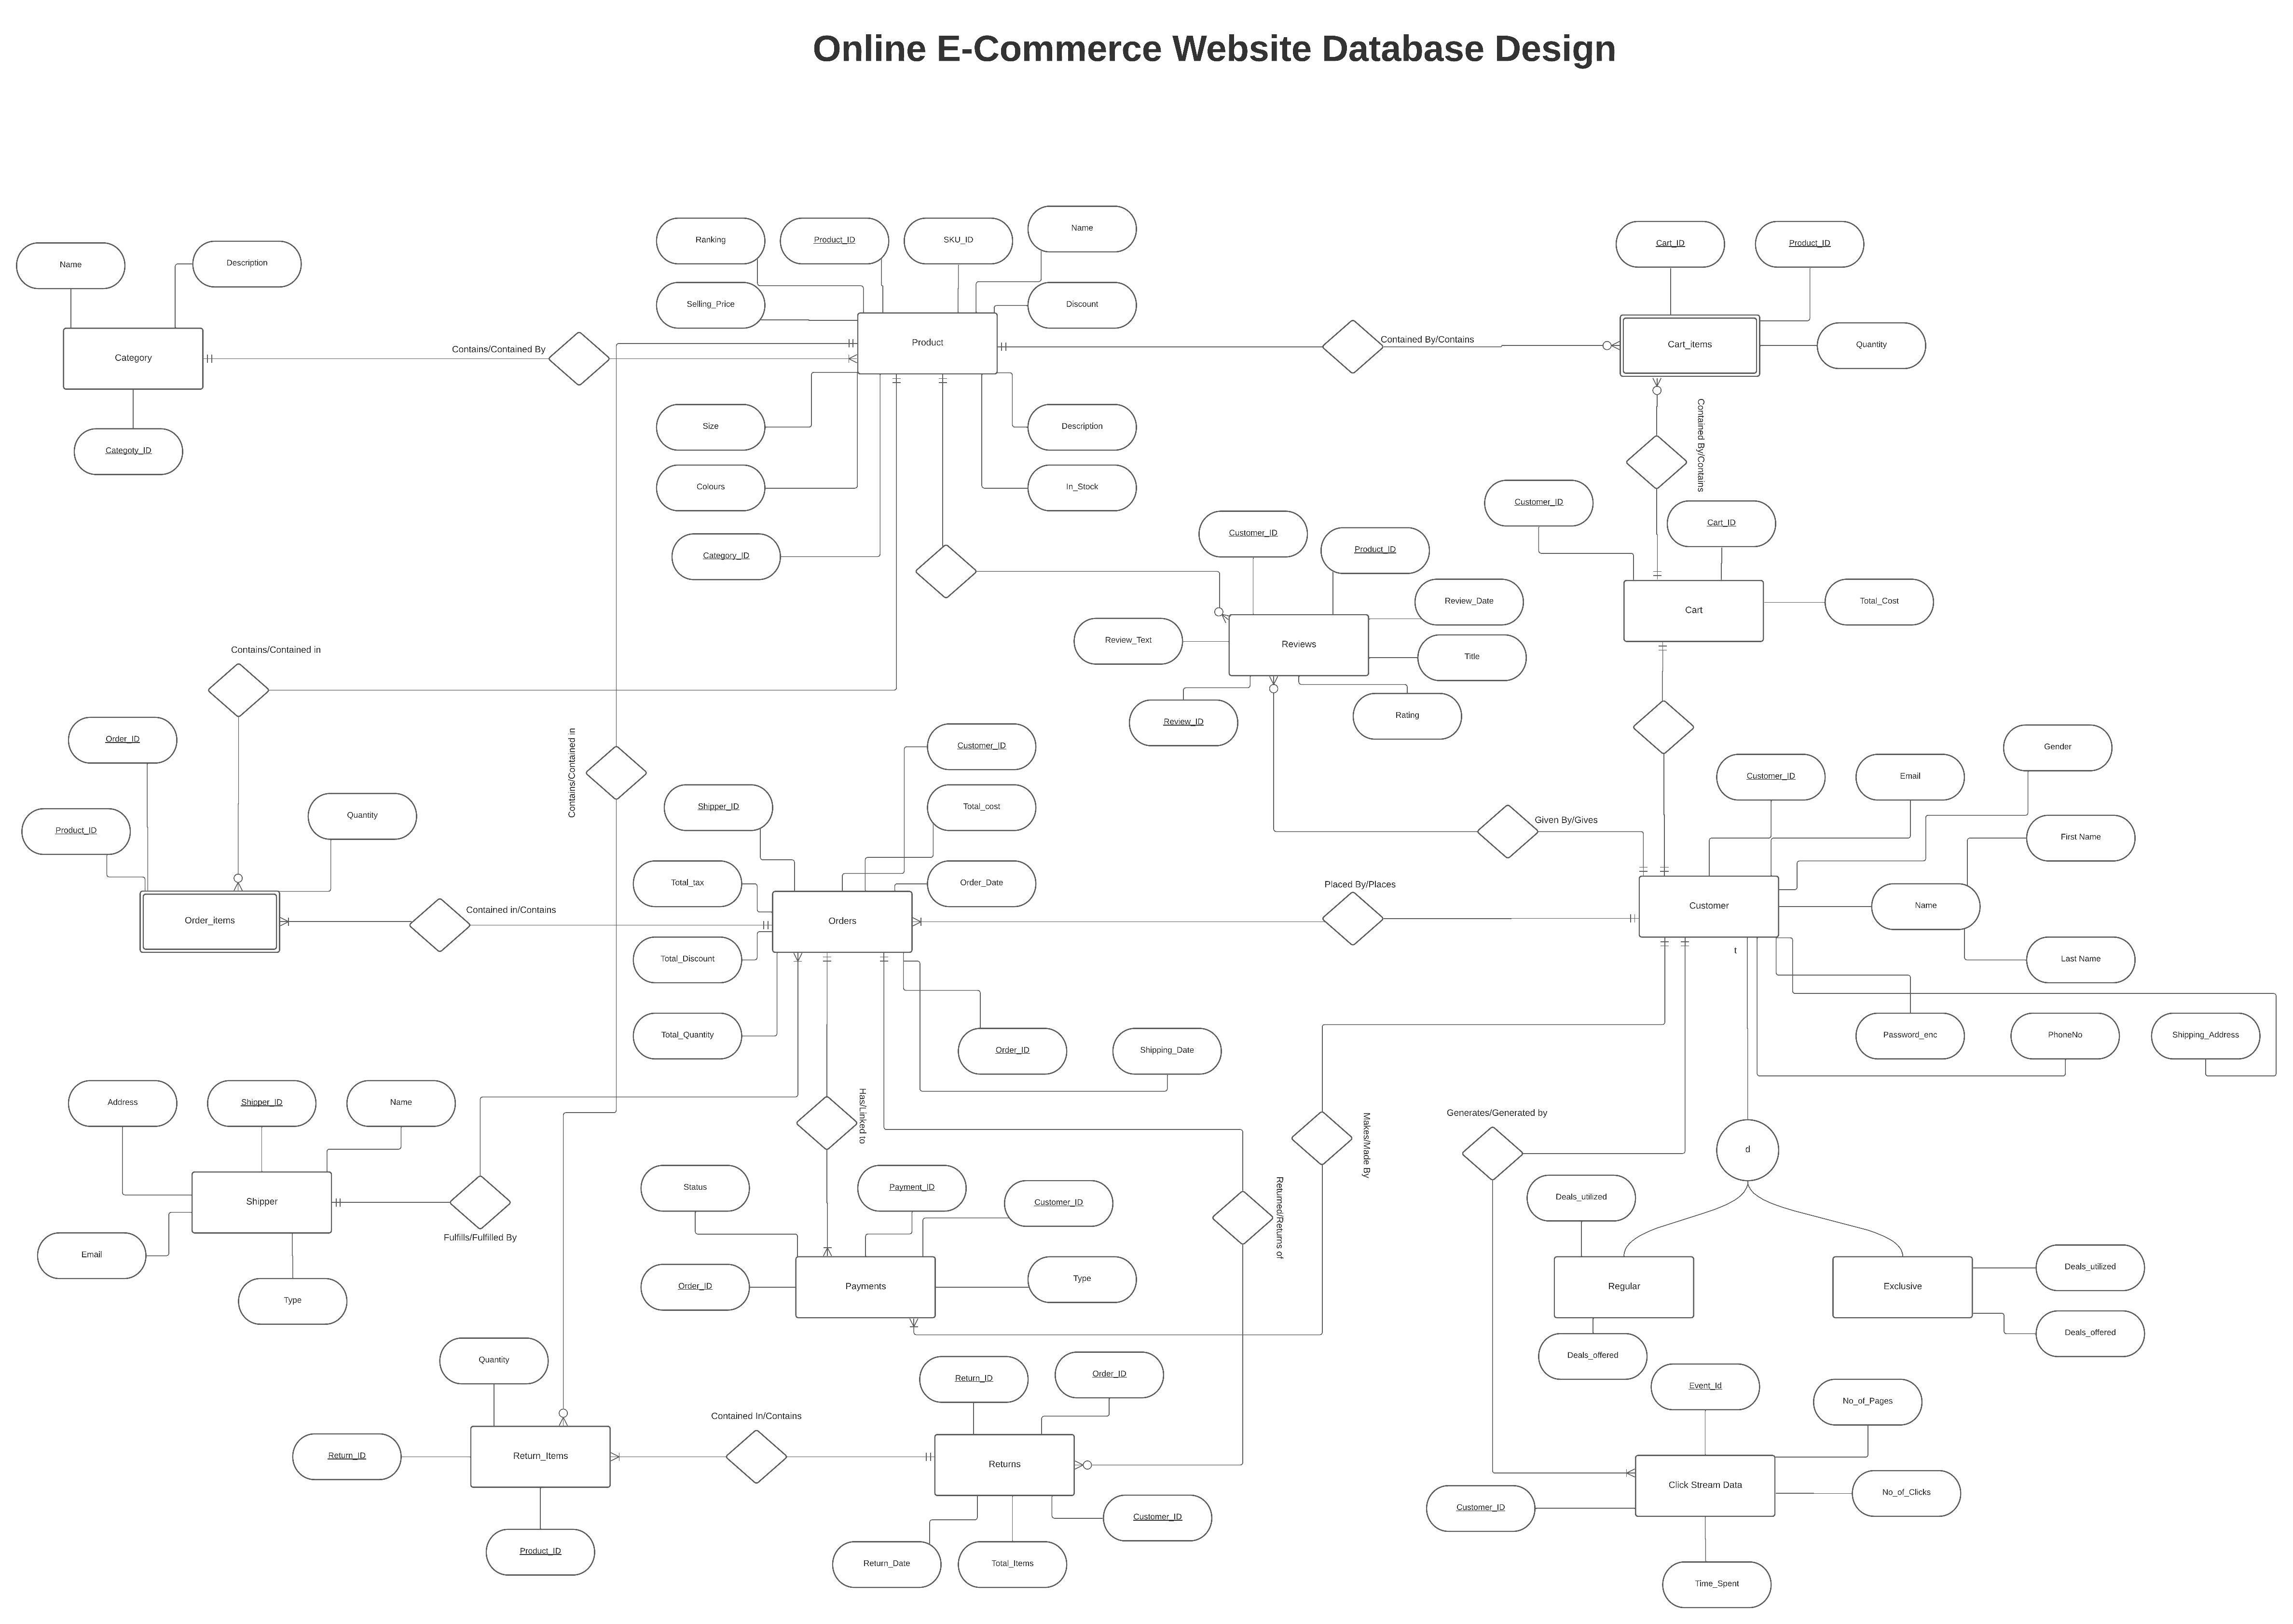 Online E-Commerce Website Database Design
Name
Description
Category
Categoty_ID
Contains/Contained By
Ranking
Product_ID
SKU_ID
Name
Selling_Price
Discount
Product
Size
Description
Colours
In_Stock
Category_ID
Contained By/Contains
Cart_ID
Product_ID
Cart_items
Quantity
Contained By/Contains
Customer_ID
Cart_ID
Cart
Total_Cost
Customer_ID
Product_ID
Review_Date
Review_Text
Reviews
Title
Review_ID
Rating
Contains/Contained in
Order_ID
Product_ID
Quantity
Order_items
Contained in/Contains
Contains/Contained in
Customer_ID
Shipper_ID
Total_cost
Total_tax
Order_Date
Orders
Total_Discount
Total_Quantity
Order_ID
Shipping_Date
Given By/Gives
Placed By/Places
Customer_ID
Email
Gender
First Name
Customer
Name
Last Name
t
Password_enc
PhoneNo
Shipping_Address
Address
Shipper_ID
Name
Shipper
Email
Type
Fulfills/Fulfilled By
Has/Linked to
Status
Payment_ID
Customer_ID
Order_ID
Payments
Type
Returned/Returns of
Makes/Made By
Generates/Generated by
d
Deals_utilized
Regular
Deals_offered
Exclusive
Deals_utilized
Deals_offered
Quantity
Return_ID
Return_Items
Product_ID
Contained In/Contains
Return_ID
Order_ID
Returns
Customer_ID
Return_Date
Total_Items
Event_Id
No_of_Pages
Click Stream Data
No_of_Clicks
Customer_ID
Time_Spent